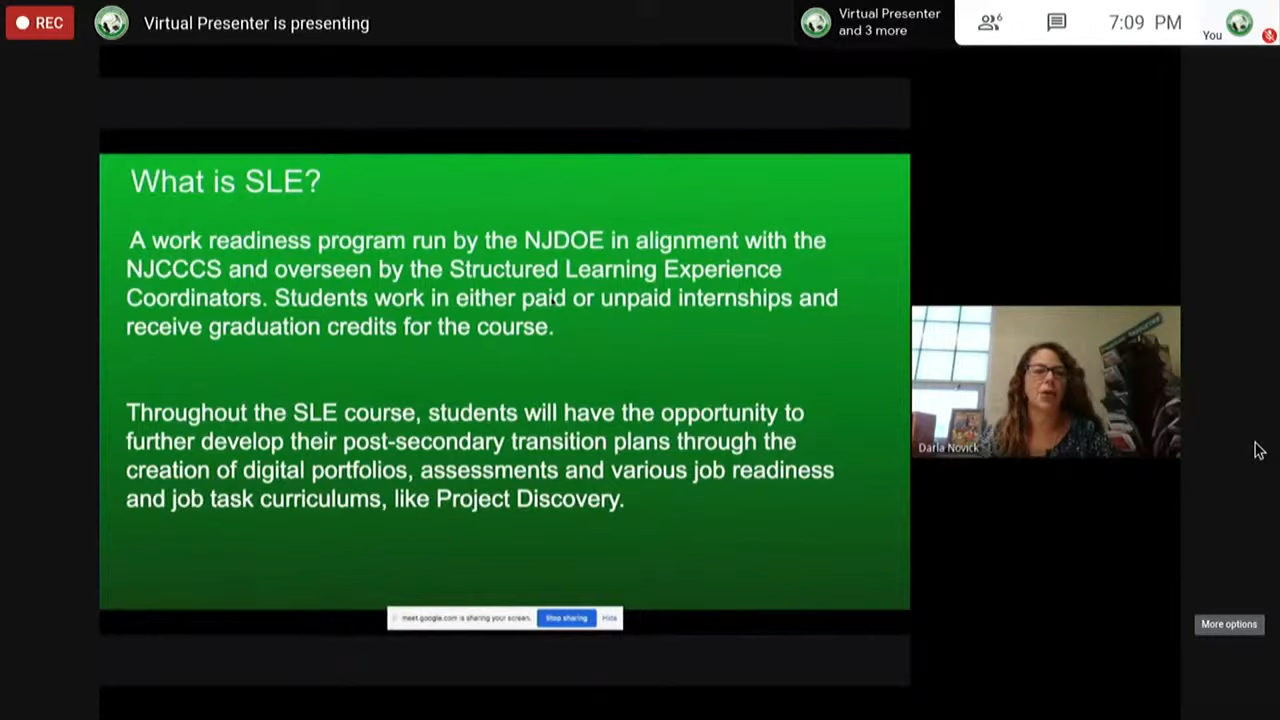 REC
Virtual Presenter is presenting
Virtual Presenter
and 3 more
6
7:09 PM
You
What is SLE?
A work readiness program run by the NJDOE in alignment with the
NJCCCS and overseen by the Structured Learning Experience
Coordinators. Students work in either paid or unpaid internships and
receive graduation credits for the course.
Throughout the SLE course, students will have the opportunity to
further develop their post-secondary transition plans through the
creation of digital portfolios, assessments and various job readiness
and job task curriculums, like Project Discovery.
Darla Novick
meet.google.com is sharing your screen.
Stop sharing
Hide
More options